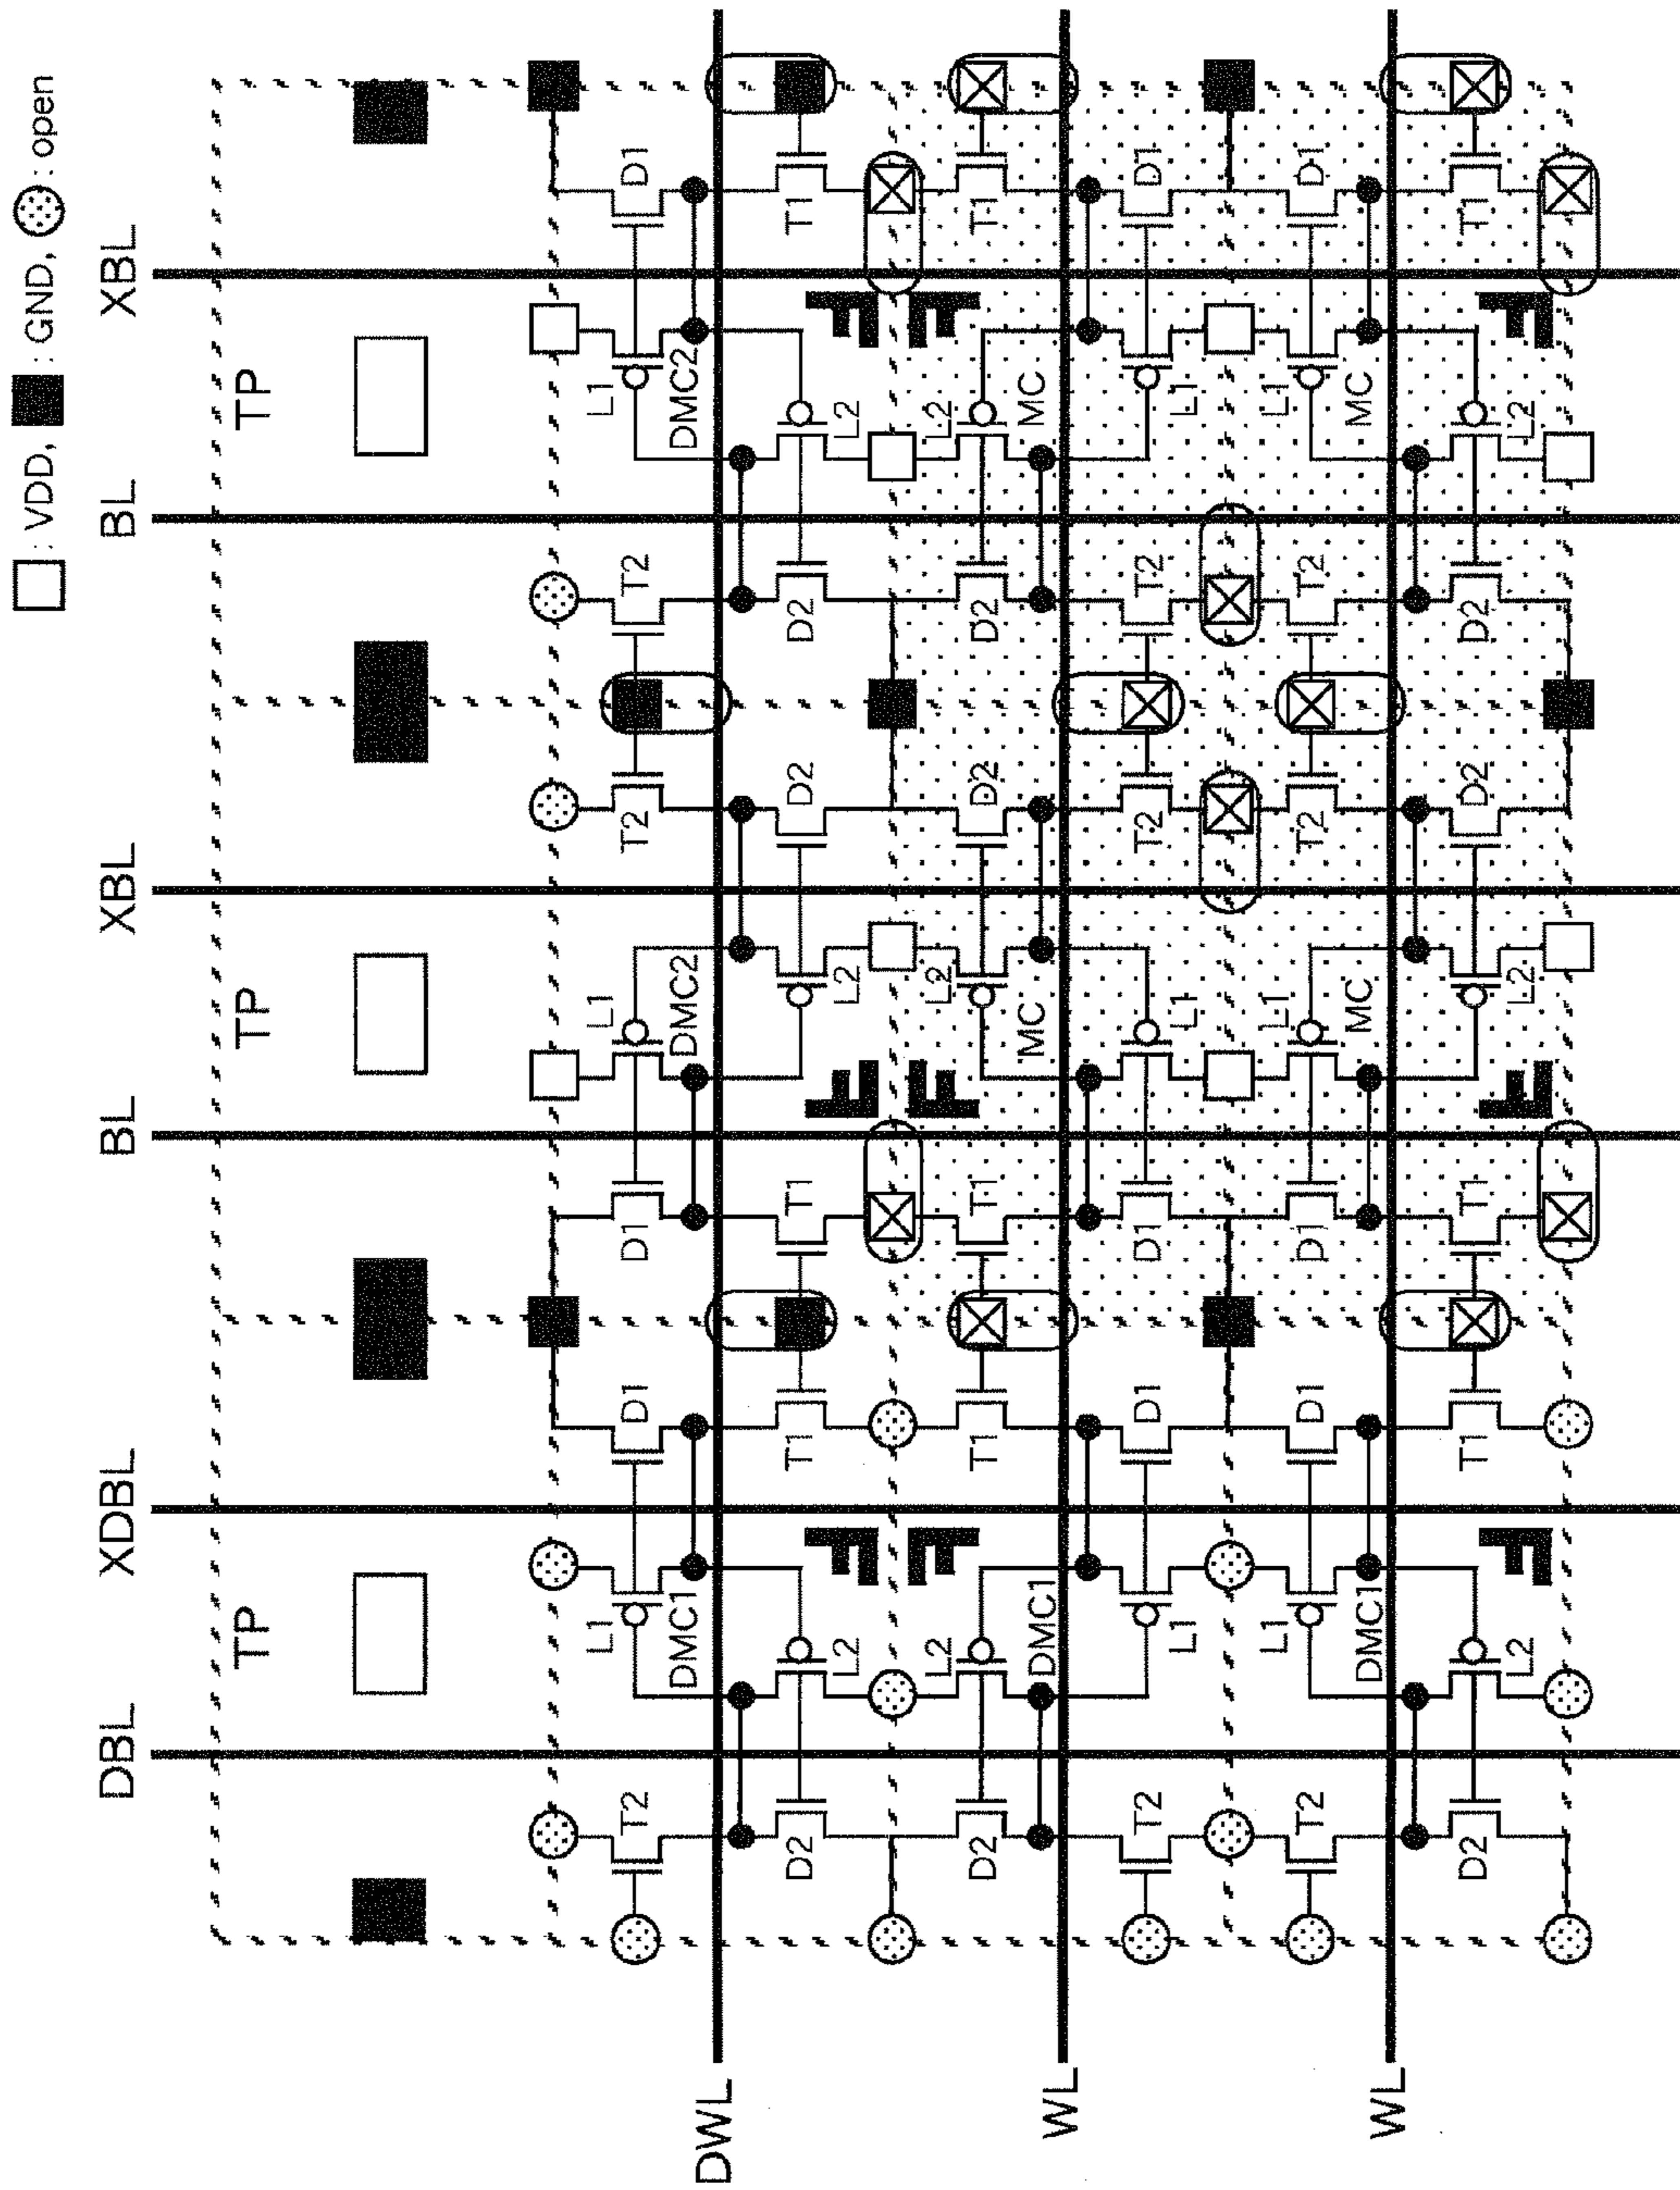 : VDD, : GND, : open
DBL XDBL BL XBL BL XBL
TP TP TP
L1 L1 L1
T2 D1 D1 T2 T2 D1
DMC1 DMC2 DMC2
DWL
D2 T1 T1 D2 D2 T1
L2 L2 L2
L2 L2 L2
D2 T1 T1 D2 D2 T1
DMC1 MC MC
WL
T2 D1 D1 T2 T2 D1
L1 L1 L1
L1 L1 L1
T2 D1 D1 T2 T2 D1
DMC1 MC MC
WL
D2 T1 T1 D2 D2 T1
L2 L2 L2